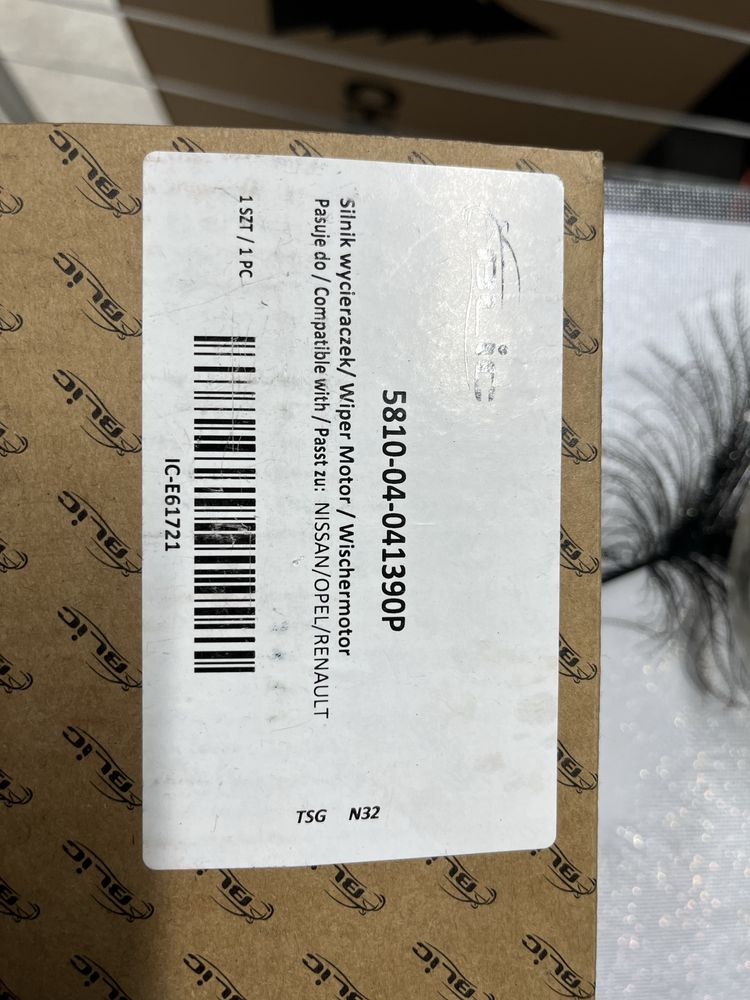 BLIC
5810-04-041390P
Silnik wycieraczek/ Wiper Motor / Wischermotor
Pasuje do / Compatible with / Passt zu: NISSAN/OPEL/RENAULT
1 SZT / 1 PC
IC-E61721
TSG N32